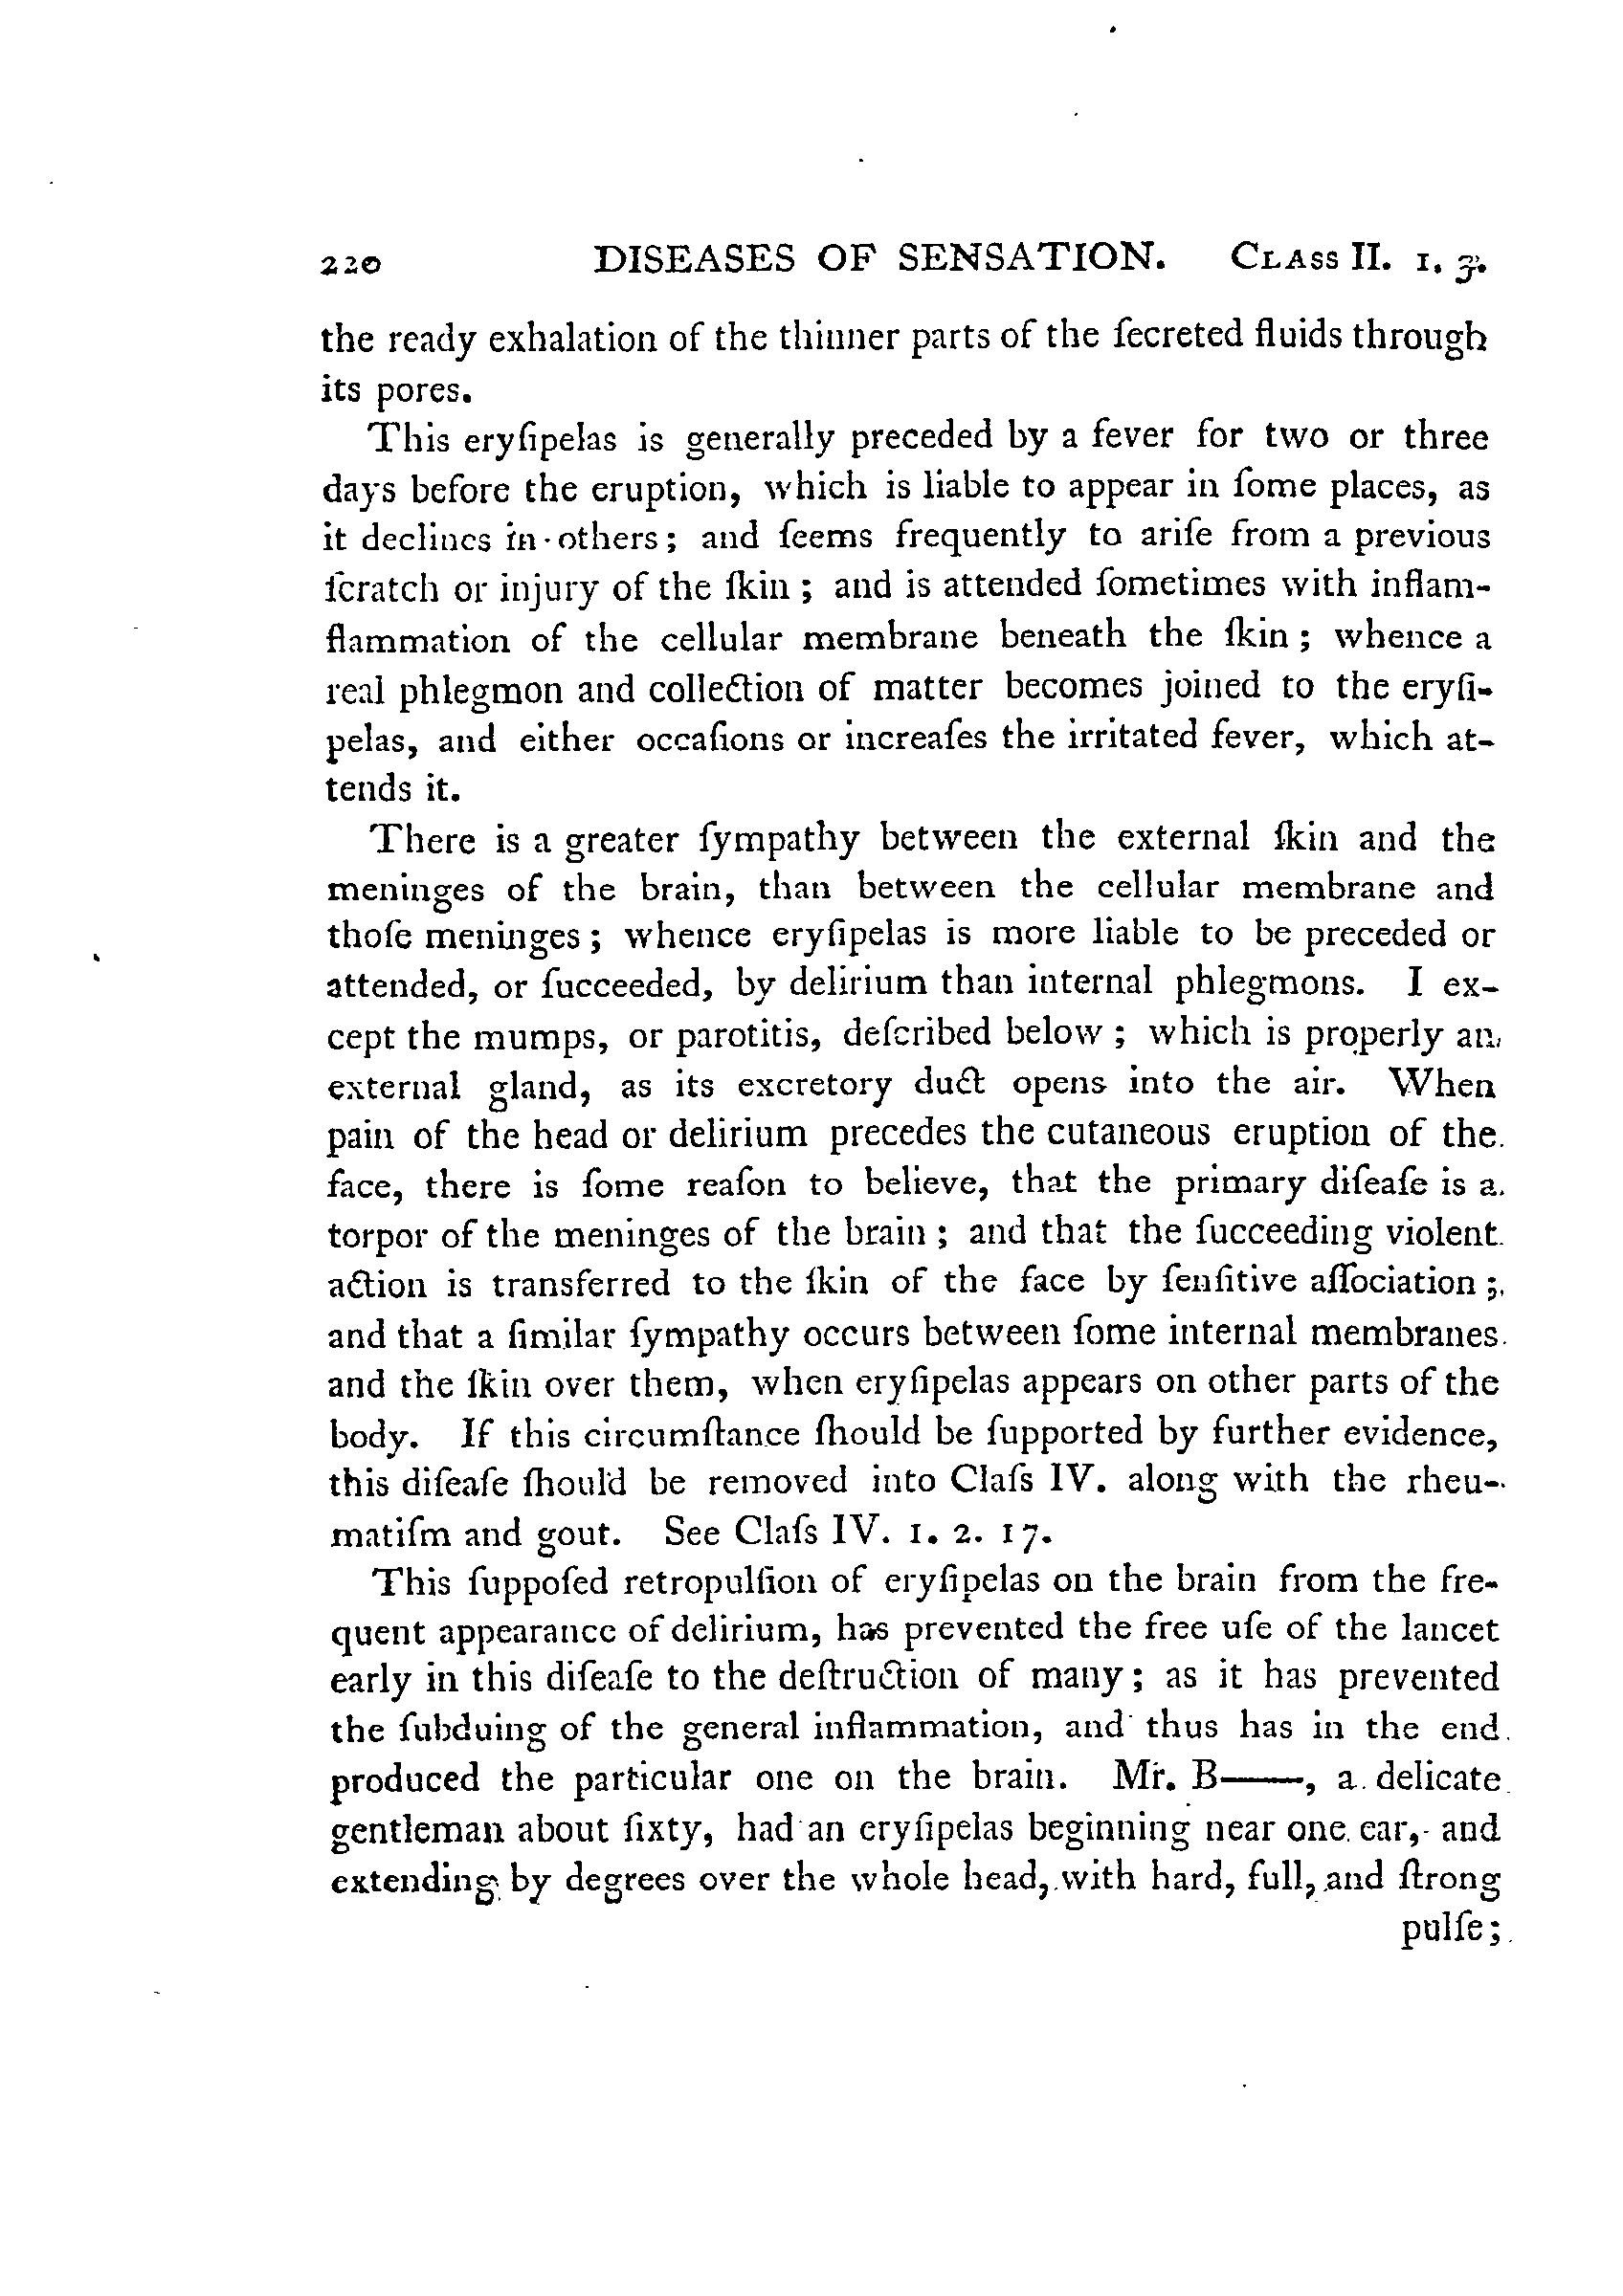 220 DISEASES OF SENSATION. CLASS II. 1. 3.
the ready exhalation of the thinner parts of the ſecreted fluids through
its pores.
This eryſipelas is generally preceded by a fever for two or three
days before the eruption, which is liable to appear in ſome places, as
it declines in others; and ſeems frequently to ariſe from a previous
ſcratch or injury of the ſkin; and is attended ſometimes with inflam-
flammation of the cellular membrane beneath the ſkin; whence a
real phlegmon and collection of matter becomes joined to the eryſi-
pelas, and either occaſions or increaſes the irritated fever, which at-
tends it.
There is a greater ſympathy between the external ſkin and the
meninges of the brain, than between the cellular membrane and
thoſe meninges; whence eryſipelas is more liable to be preceded or
attended, or ſucceeded, by delirium than internal phlegmons. I ex-
cept the mumps, or parotitis, deſcribed below; which is properly an
external gland, as its excretory duct opens into the air. When
pain of the head or delirium precedes the cutaneous eruption of the
face, there is ſome reaſon to believe, that the primary diſeaſe is a
torpor of the meninges of the brain; and that the ſucceeding violent
action is transferred to the ſkin of the face by ſenſitive aſſociation;
and that a ſimilar ſympathy occurs between ſome internal membranes
and the ſkin over them, when eryſipelas appears on other parts of the
body. If this circumſtance ſhould be ſupported by further evidence,
this diſeaſe ſhould be removed into Claſs IV. along with the rheu-
matiſm and gout. See Claſs IV. 1. 2. 17.
This ſuppoſed retropulſion of eryſipelas on the brain from the fre-
quent appearance of delirium, has prevented the free uſe of the lancet
early in this diſeaſe to the deſtruction of many; as it has prevented
the ſubduing of the general inflammation, and thus has in the end
produced the particular one on the brain. Mr. B——, a delicate
gentleman about ſixty, had an eryſipelas beginning near one ear, and
extending by degrees over the whole head, with hard, full, and ſtrong
pulſe;